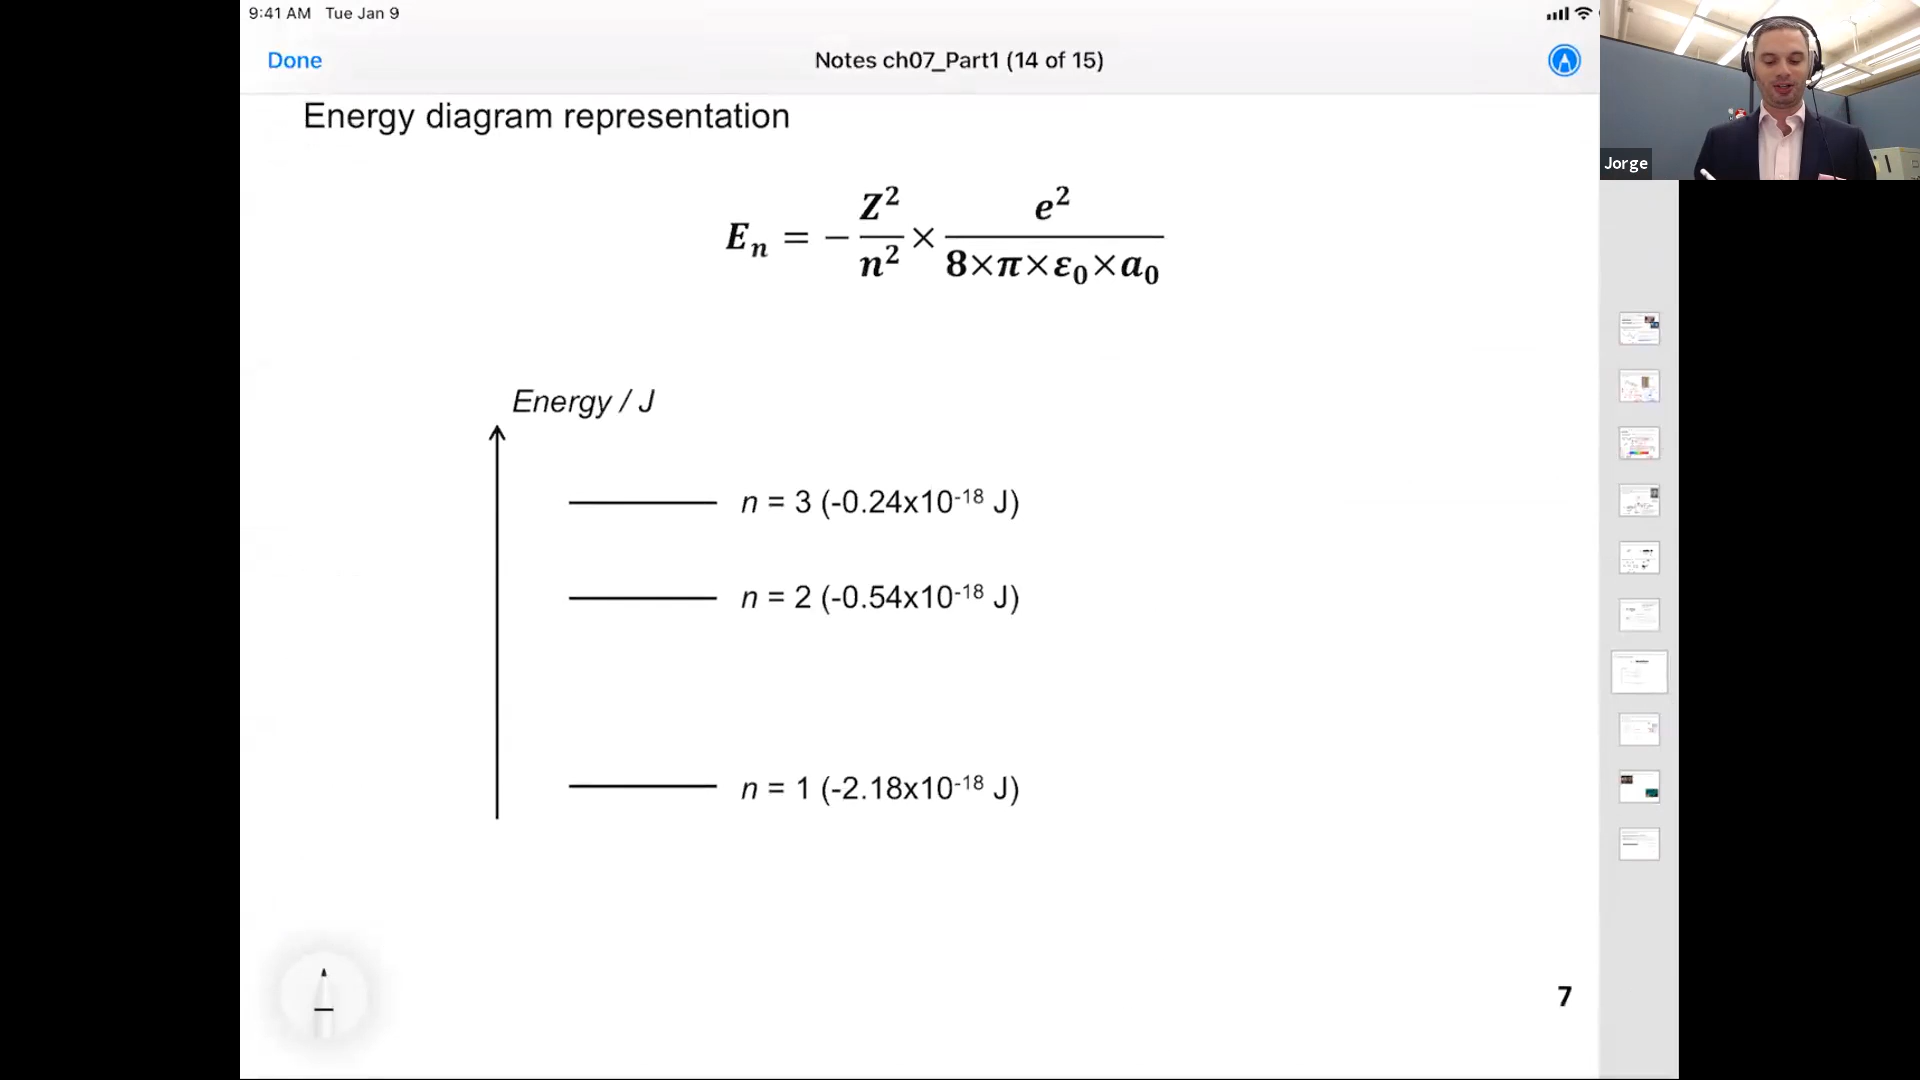 9:41 AM Tue Jan 9
Done
Notes ch07_Part1 (14 of 15)
Jorge
Energy diagram representation
Eₙ = − Z²/n² × e²/8×π×ε₀×a₀
Energy / J
n = 3 (-0.24x10⁻¹⁸ J)
n = 2 (-0.54x10⁻¹⁸ J)
n = 1 (-2.18x10⁻¹⁸ J)
7